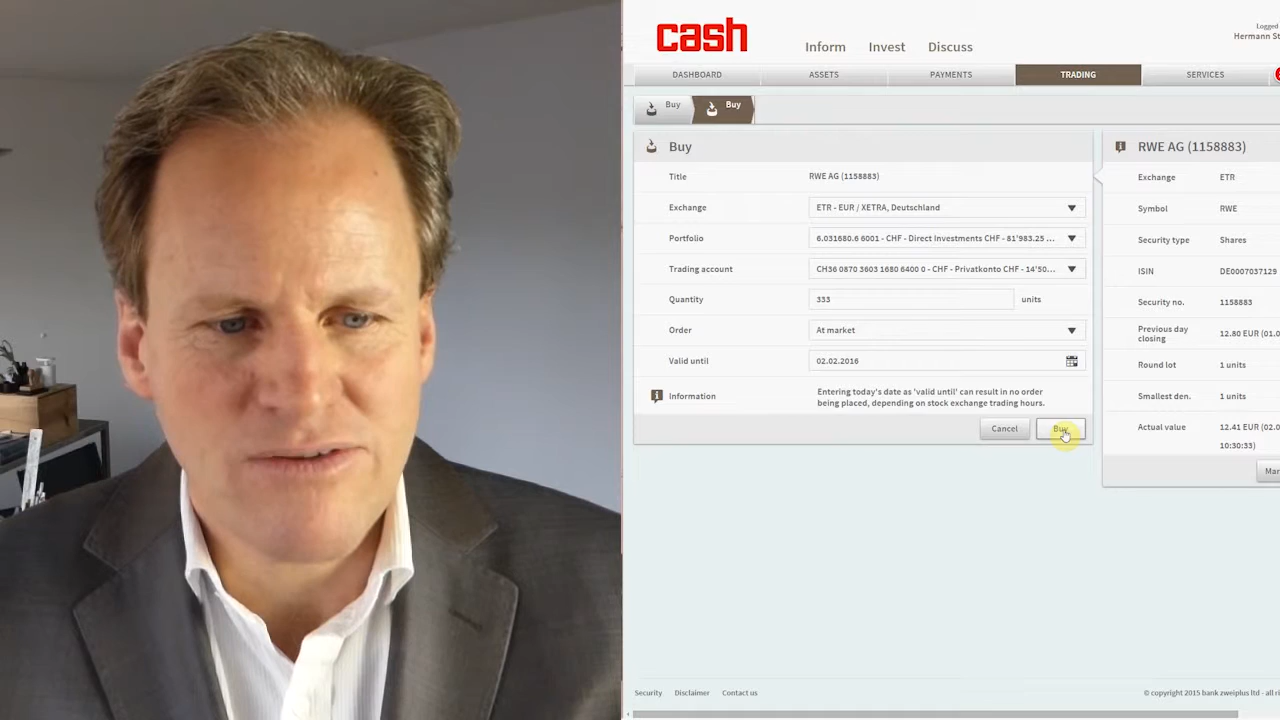 cash
Logged
Hermann St
Inform Invest Discuss
DASHBOARD ASSETS PAYMENTS TRADING SERVICES
Buy Buy
Buy
Title RWE AG (1158883)
Exchange ETR - EUR / XETRA, Deutschland
Portfolio 6.031680.6 6001 - CHF - Direct Investments CHF - 81'983.25 ...
Trading account CH36 0870 3603 1680 6400 0 - CHF - Privatkonto CHF - 14'50...
Quantity 333 units
Order At market
Valid until 02.02.2016
Information Entering today's date as 'valid until' can result in no order
being placed, depending on stock exchange trading hours.
Cancel Buy
RWE AG (1158883)
Exchange ETR
Symbol RWE
Security type Shares
ISIN DE0007037129
Security no. 1158883
Previous day
closing 12.80 EUR (01.0
Round lot 1 units
Smallest den. 1 units
Actual value 12.41 EUR (02.0
10:30:33)
Mar
Security Disclaimer Contact us
© copyright 2015 bank zweiplus ltd - all ri